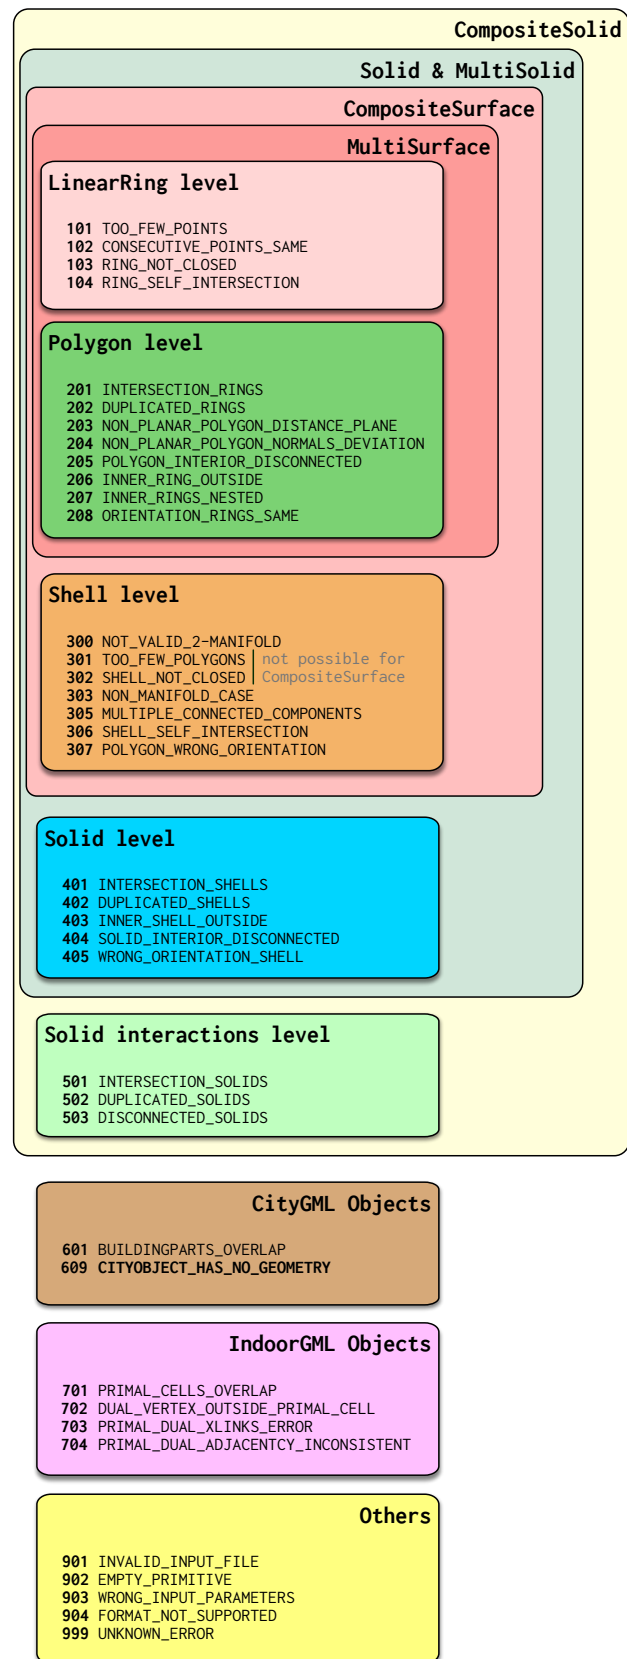 CompositeSolid
Solid & MultiSolid
CompositeSurface
MultiSurface
LinearRing level
101 TOO_FEW_POINTS
102 CONSECUTIVE_POINTS_SAME
103 RING_NOT_CLOSED
104 RING_SELF_INTERSECTION
Polygon level
201 INTERSECTION_RINGS
202 DUPLICATED_RINGS
203 NON_PLANAR_POLYGON_DISTANCE_PLANE
204 NON_PLANAR_POLYGON_NORMALS_DEVIATION
205 POLYGON_INTERIOR_DISCONNECTED
206 INNER_RING_OUTSIDE
207 INNER_RINGS_NESTED
208 ORIENTATION_RINGS_SAME
Shell level
300 NOT_VALID_2-MANIFOLD
301 TOO_FEW_POLYGONS not possible for
302 SHELL_NOT_CLOSED CompositeSurface
303 NON_MANIFOLD_CASE
305 MULTIPLE_CONNECTED_COMPONENTS
306 SHELL_SELF_INTERSECTION
307 POLYGON_WRONG_ORIENTATION
Solid level
401 INTERSECTION_SHELLS
402 DUPLICATED_SHELLS
403 INNER_SHELL_OUTSIDE
404 SOLID_INTERIOR_DISCONNECTED
405 WRONG_ORIENTATION_SHELL
Solid interactions level
501 INTERSECTION_SOLIDS
502 DUPLICATED_SOLIDS
503 DISCONNECTED_SOLIDS
CityGML Objects
601 BUILDINGPARTS_OVERLAP
609 CITYOBJECT_HAS_NO_GEOMETRY
IndoorGML Objects
701 PRIMAL_CELLS_OVERLAP
702 DUAL_VERTEX_OUTSIDE_PRIMAL_CELL
703 PRIMAL_DUAL_XLINKS_ERROR
704 PRIMAL_DUAL_ADJACENTCY_INCONSISTENT
Others
901 INVALID_INPUT_FILE
902 EMPTY_PRIMITIVE
903 WRONG_INPUT_PARAMETERS
904 FORMAT_NOT_SUPPORTED
999 UNKNOWN_ERROR